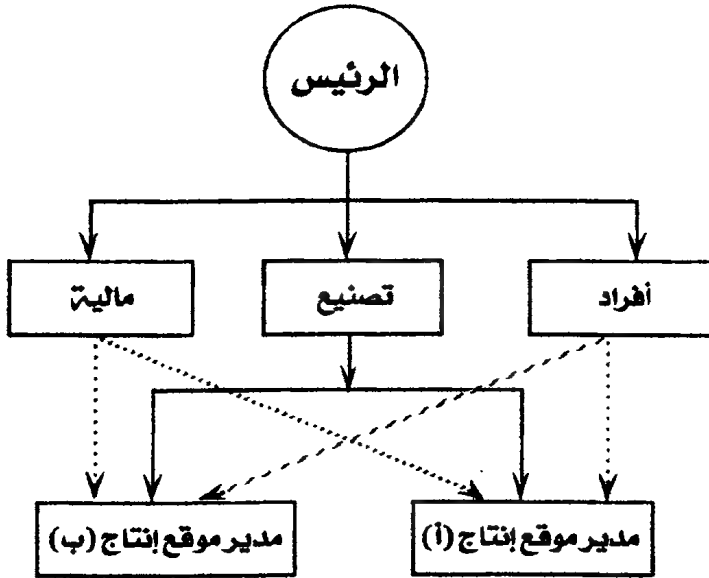 الرئيس
أفراد
تصنيع
مالية
مدير موقع إنتاج (أ)
مدير موقع إنتاج (ب)